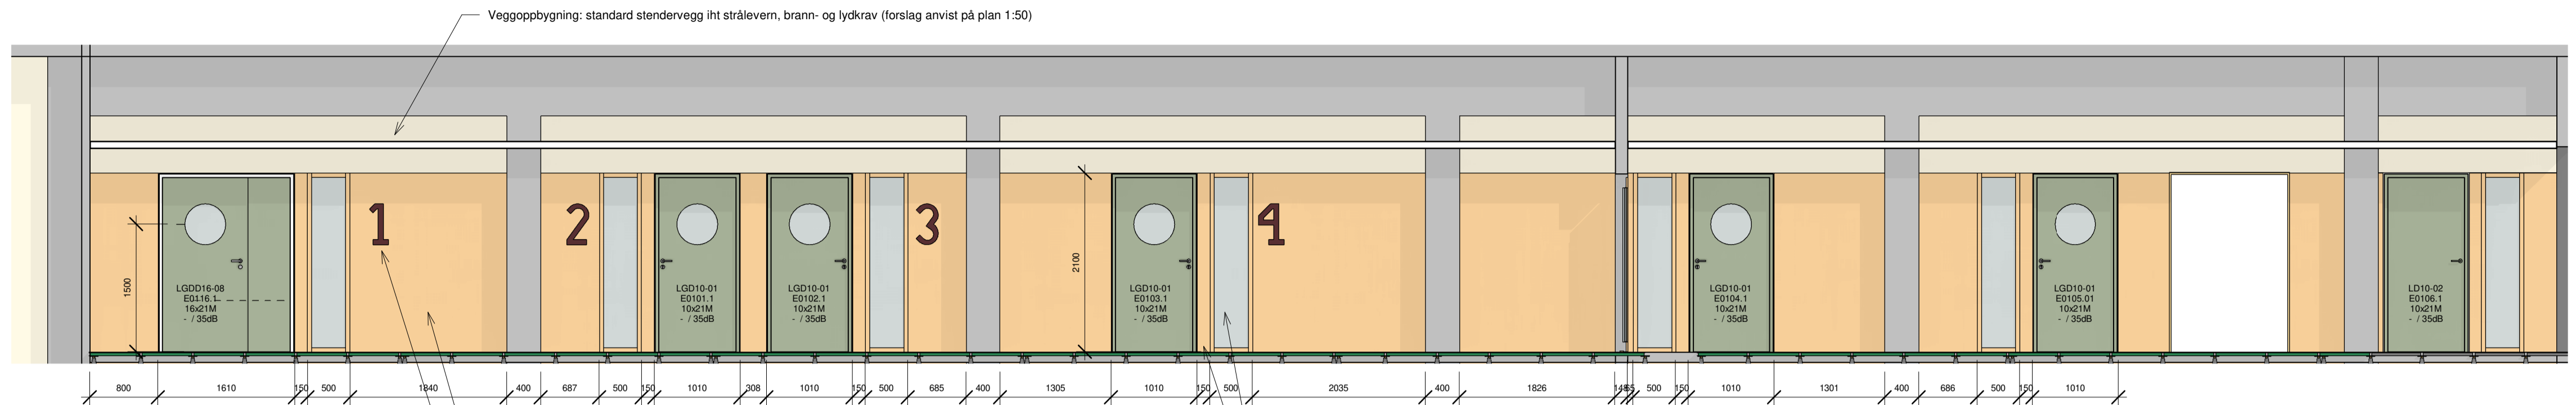 Veggoppbygning: standard stendervegg iht strålevern, brann- og lydkrav (forslag anvist på plan 1:50)
1
2
3
4
1500
2100
LGDD16-08
E0116.1
16x21M
- / 35dB
LGD10-01
E0101.1
10x21M
- / 35dB
LGD10-01
E0102.1
10x21M
- / 35dB
LGD10-01
E0103.1
10x21M
- / 35dB
LGD10-01
E0104.1
10x21M
- / 35dB
LGD10-01
E0105.01
10x21M
- / 35dB
LD10-02
E0106.1
10x21M
- / 35dB
800 1610 150 500 1840 400 687 500 150 1010 308 1010 150 500 685 400 1305 1010 150 500 2035 400 1826 500 150 1010 1301 400 686 500 150 1010